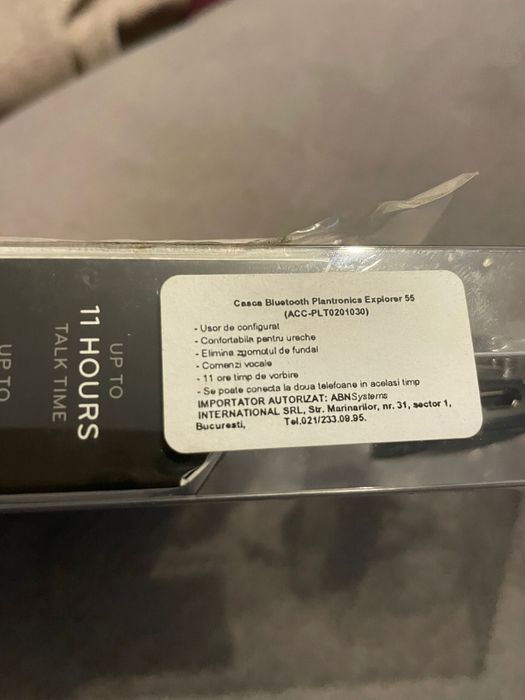 Casca Bluetooth Plantronics Explorer 55
(ACC-PLT0201030)
- Usor de configurat
- Confortabila pentru ureche
- Elimina zgomotul de fundal
- Comenzi vocale
- 11 ore timp de vorbire
- Se poate conecta la doua telefoane in acelasi timp
IMPORTATOR AUTORIZAT: ABNSystems
INTERNATIONAL SRL, Str. Marinarilor, nr. 31, sector 1,
Bucuresti, Tel.021/233.09.95.
UP TO
11 HOURS
TALK TIME
UP TO